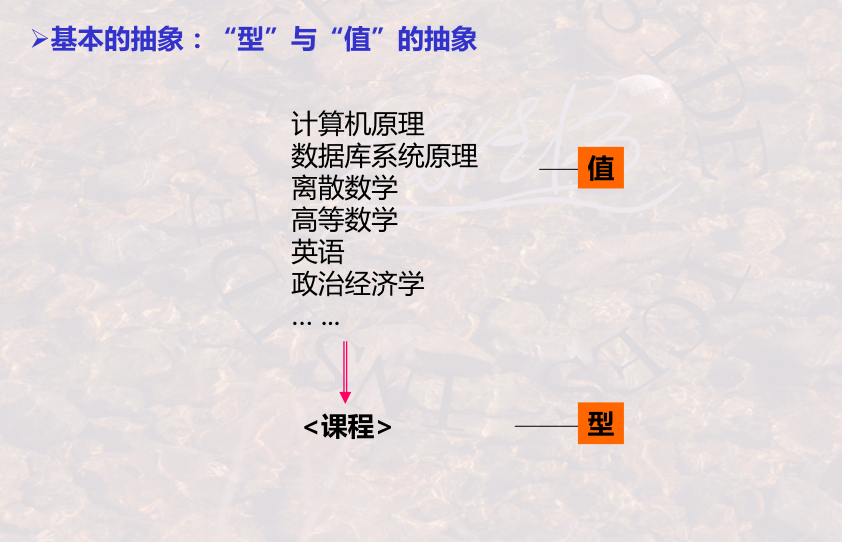 ➢基本的抽象：“型”与“值”的抽象
计算机原理
数据库系统原理
离散数学
高等数学
英语
政治经济学
... ...
值
<课程>
型